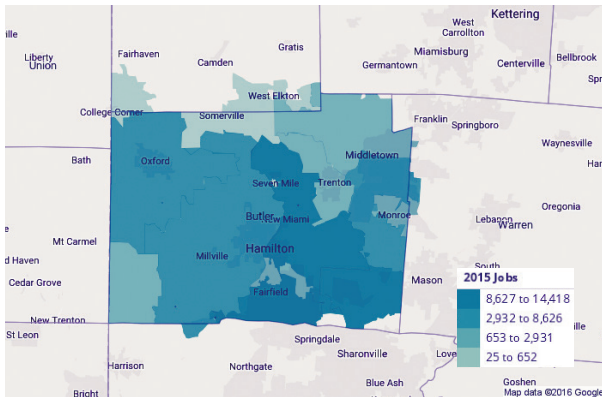 Kettering
West
Carrollton
Miamisburg
Centerville
Bellbrook
Germantown
Gratis
Fairhaven
Camden
Liberty
Union
West Elkton
College Corner
Somerville
Franklin
Springboro
Waynesville
Bath
Oxford
Middletown
Seven Mile
Trenton
Oregonia
Monroe
Lebanon
Warren
Butler
New Miami
Mt Carmel
Hamilton
Millville
d Haven
South
Mason
Cedar Grove
Fairfield
New Trenton
St Leon
Springdale
Sharonville
Harrison
Northgate
Blue Ash
Goshen
Bright
2015 Jobs
8,627 to 14,418
2,932 to 8,626
653 to 2,931
25 to 652
Map data ©2016 Google